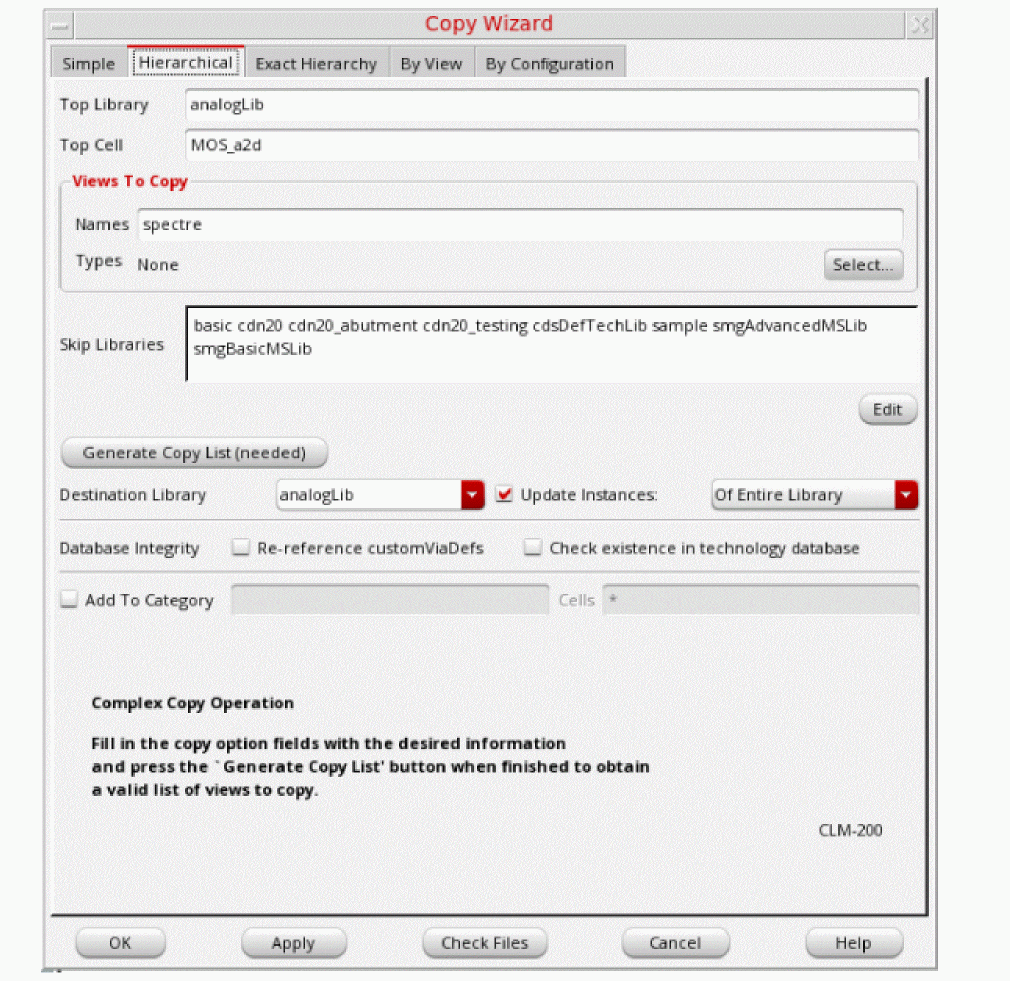 Copy Wizard
Simple Hierarchical Exact Hierarchy By View By Configuration
Top Library analogLib
Top Cell MOS_a2d
Views To Copy
Names spectre
Types None Select...
Skip Libraries basic cdn20 cdn20_abutment cdn20_testing cdsDefTechLib sample smgAdvancedMSLib
smgBasicMSLib
Edit
Generate Copy List (needed)
Destination Library analogLib Update Instances: Of Entire Library
Database Integrity Re-reference customViaDefs Check existence in technology database
Add To Category Cells *
Complex Copy Operation
Fill in the copy option fields with the desired information
and press the `Generate Copy List' button when finished to obtain
a valid list of views to copy.
CLM-200
OK Apply Check Files Cancel Help